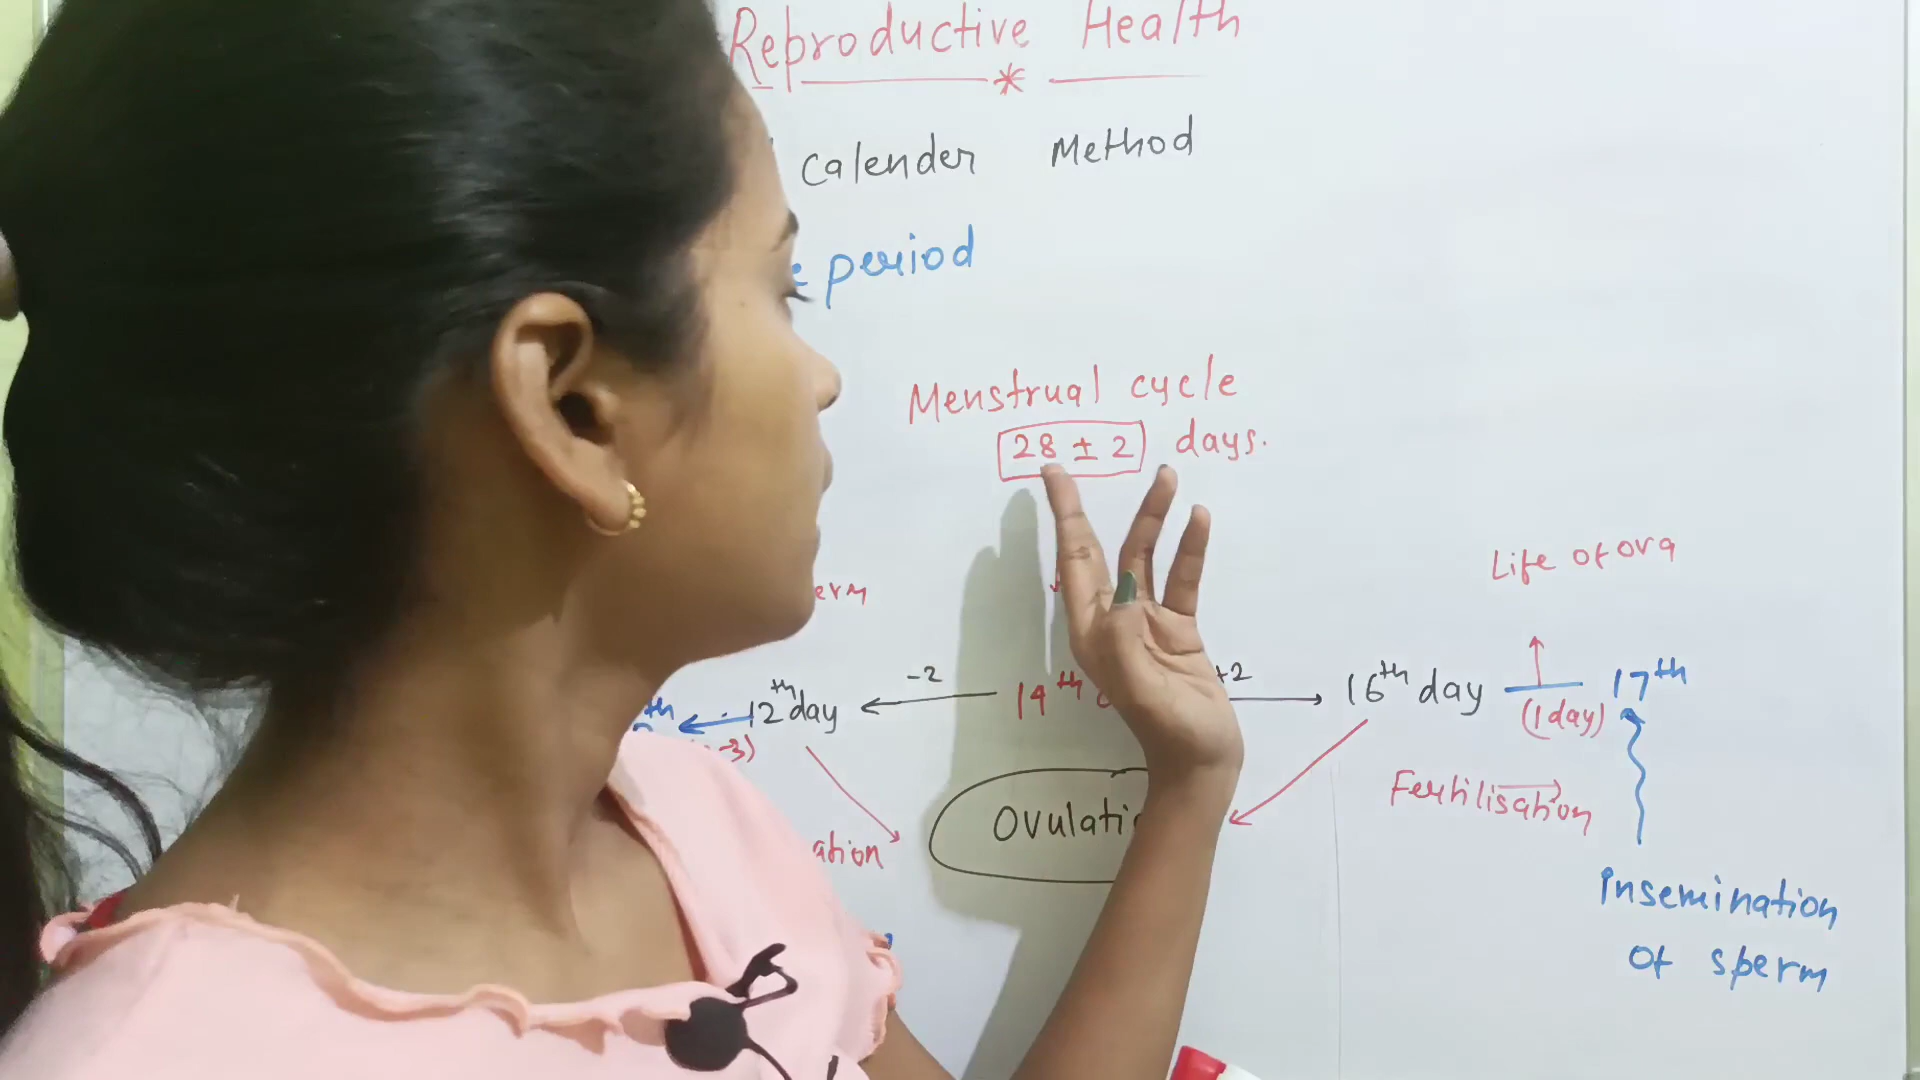 Reproductive Health
Calender Method
period
Menstrual cycle
28 ± 2 days.
Life of ova
-2
+2
12th day
14th
16th day
17th
(1 day)
Fertilisation
Ovulati
Insemination
of sperm